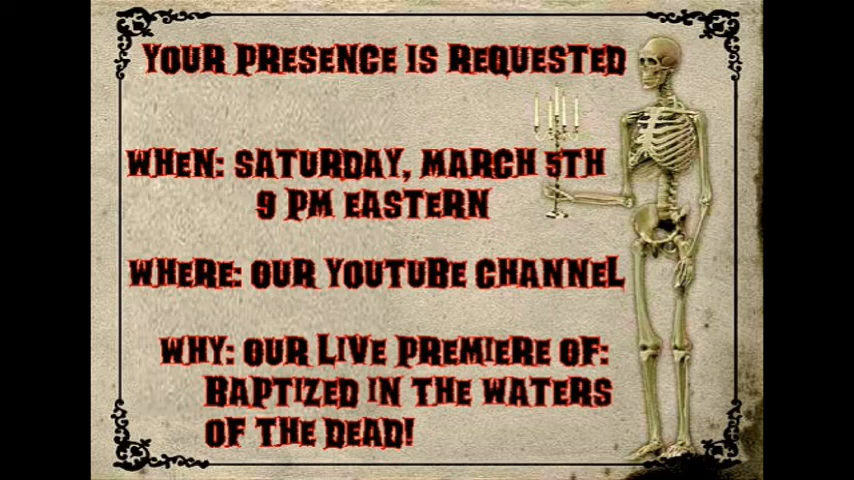 YOUR PRESENCE IS REQUESTED
WHEN: SATURDAY, MARCH 5TH
9 PM EASTERN
WHERE: OUR YOUTUBE CHANNEL
WHY: OUR LIVE PREMIERE OF:
BAPTIZED IN THE WATERS
OF THE DEAD!